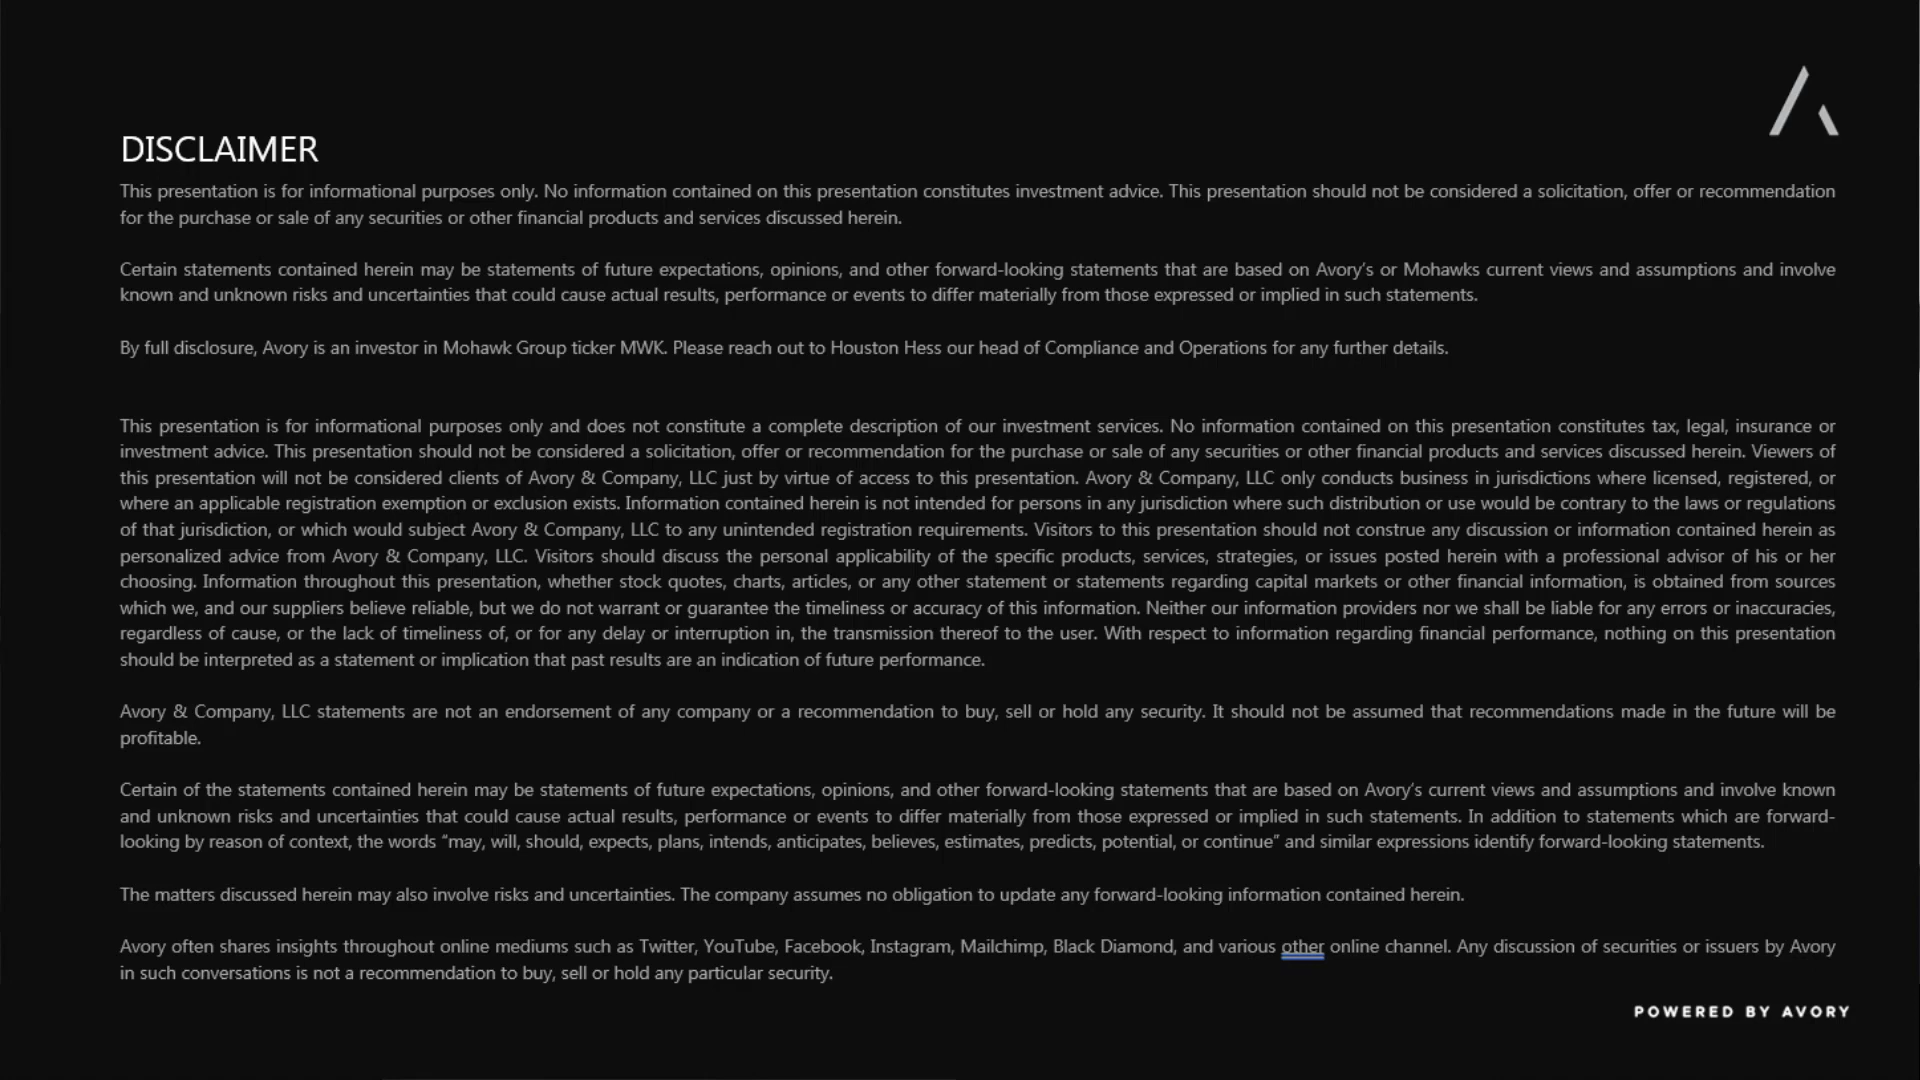 DISCLAIMER
This presentation is for informational purposes only. No information contained on this presentation constitutes investment advice. This presentation should not be considered a solicitation, offer or recommendation
for the purchase or sale of any securities or other financial products and services discussed herein.
Certain statements contained herein may be statements of future expectations, opinions, and other forward-looking statements that are based on Avory’s or Mohawks current views and assumptions and involve
known and unknown risks and uncertainties that could cause actual results, performance or events to differ materially from those expressed or implied in such statements.
By full disclosure, Avory is an investor in Mohawk Group ticker MWK. Please reach out to Houston Hess our head of Compliance and Operations for any further details.
This presentation is for informational purposes only and does not constitute a complete description of our investment services. No information contained on this presentation constitutes tax, legal, insurance or
investment advice. This presentation should not be considered a solicitation, offer or recommendation for the purchase or sale of any securities or other financial products and services discussed herein. Viewers of
this presentation will not be considered clients of Avory & Company, LLC just by virtue of access to this presentation. Avory & Company, LLC only conducts business in jurisdictions where licensed, registered, or
where an applicable registration exemption or exclusion exists. Information contained herein is not intended for persons in any jurisdiction where such distribution or use would be contrary to the laws or regulations
of that jurisdiction, or which would subject Avory & Company, LLC to any unintended registration requirements. Visitors to this presentation should not construe any discussion or information contained herein as
personalized advice from Avory & Company, LLC. Visitors should discuss the personal applicability of the specific products, services, strategies, or issues posted herein with a professional advisor of his or her
choosing. Information throughout this presentation, whether stock quotes, charts, articles, or any other statement or statements regarding capital markets or other financial information, is obtained from sources
which we, and our suppliers believe reliable, but we do not warrant or guarantee the timeliness or accuracy of this information. Neither our information providers nor we shall be liable for any errors or inaccuracies,
regardless of cause, or the lack of timeliness of, or for any delay or interruption in, the transmission thereof to the user. With respect to information regarding financial performance, nothing on this presentation
should be interpreted as a statement or implication that past results are an indication of future performance.
Avory & Company, LLC statements are not an endorsement of any company or a recommendation to buy, sell or hold any security. It should not be assumed that recommendations made in the future will be
profitable.
Certain of the statements contained herein may be statements of future expectations, opinions, and other forward-looking statements that are based on Avory’s current views and assumptions and involve known
and unknown risks and uncertainties that could cause actual results, performance or events to differ materially from those expressed or implied in such statements. In addition to statements which are forward-
looking by reason of context, the words “may, will, should, expects, plans, intends, anticipates, believes, estimates, predicts, potential, or continue” and similar expressions identify forward-looking statements.
The matters discussed herein may also involve risks and uncertainties. The company assumes no obligation to update any forward-looking information contained herein.
Avory often shares insights throughout online mediums such as Twitter, YouTube, Facebook, Instagram, Mailchimp, Black Diamond, and various other online channel. Any discussion of securities or issuers by Avory
in such conversations is not a recommendation to buy, sell or hold any particular security.
POWERED BY AVORY